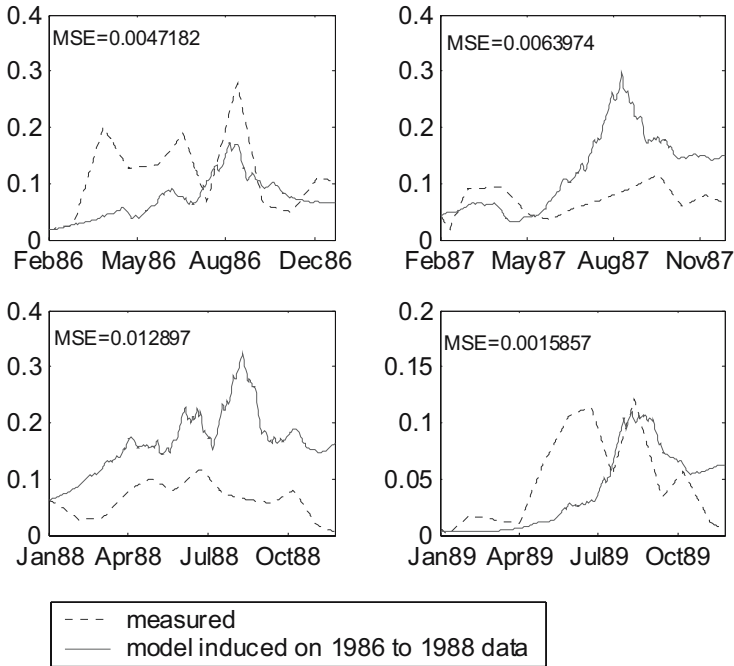 MSE=0.0047182
0.4
0.3
0.2
0.1
0
Feb86 May86 Aug86 Dec86
MSE=0.0063974
0.4
0.3
0.2
0.1
0
Feb87 May87 Aug87 Nov87
MSE=0.012897
0.4
0.3
0.2
0.1
0
Jan88 Apr88 Jul88 Oct88
MSE=0.0015857
0.2
0.15
0.1
0.05
0
Jan89 Apr89 Jul89 Oct89
measured
model induced on 1986 to 1988 data